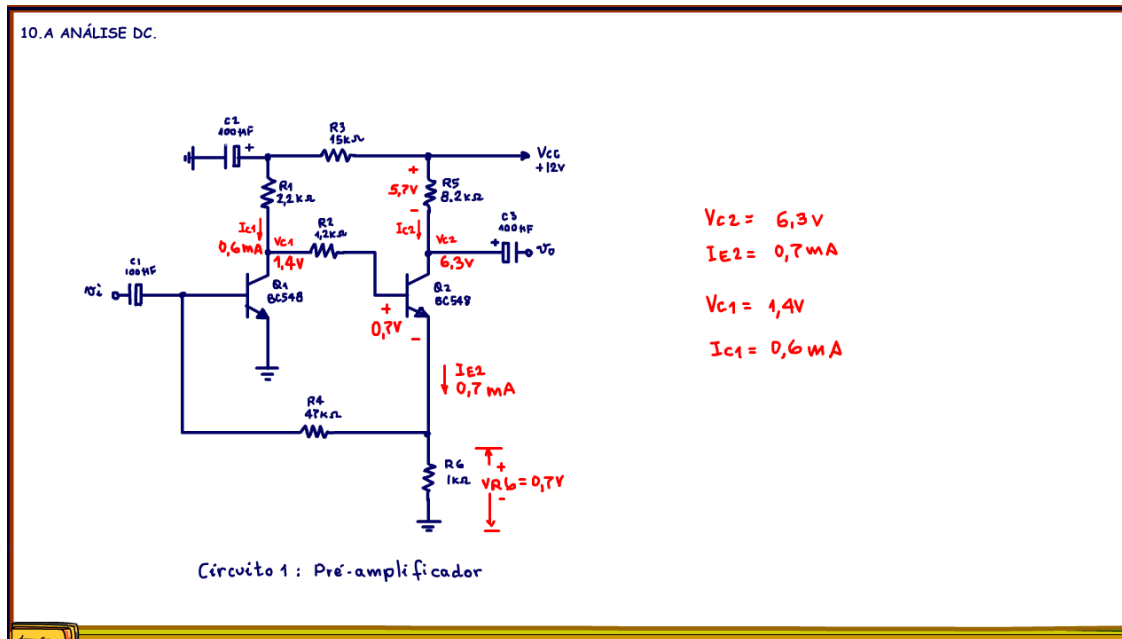 10.A ANÁLISE DC.
C2
100µF
+
R3
15kΩ
Vcc
+12V
R1
2,2kΩ
+
5,7V
-
R5
8.2kΩ
Ic1
0,6mA
Vc1
1,4V
R2
1,2kΩ
Ic2
Vc2
6,3V
C3
100µF
+
vo
C1
100µF
vi
Q1
BC548
Q2
BC548
+
0,7V
-
IE2
0,7mA
R4
47kΩ
R6
1kΩ
+
VR6=0,7V
-
Vc2= 6,3V
IE2= 0,7mA
Vc1= 1,4V
Ic1= 0,6mA
Círcuito 1: Pré-amplificador